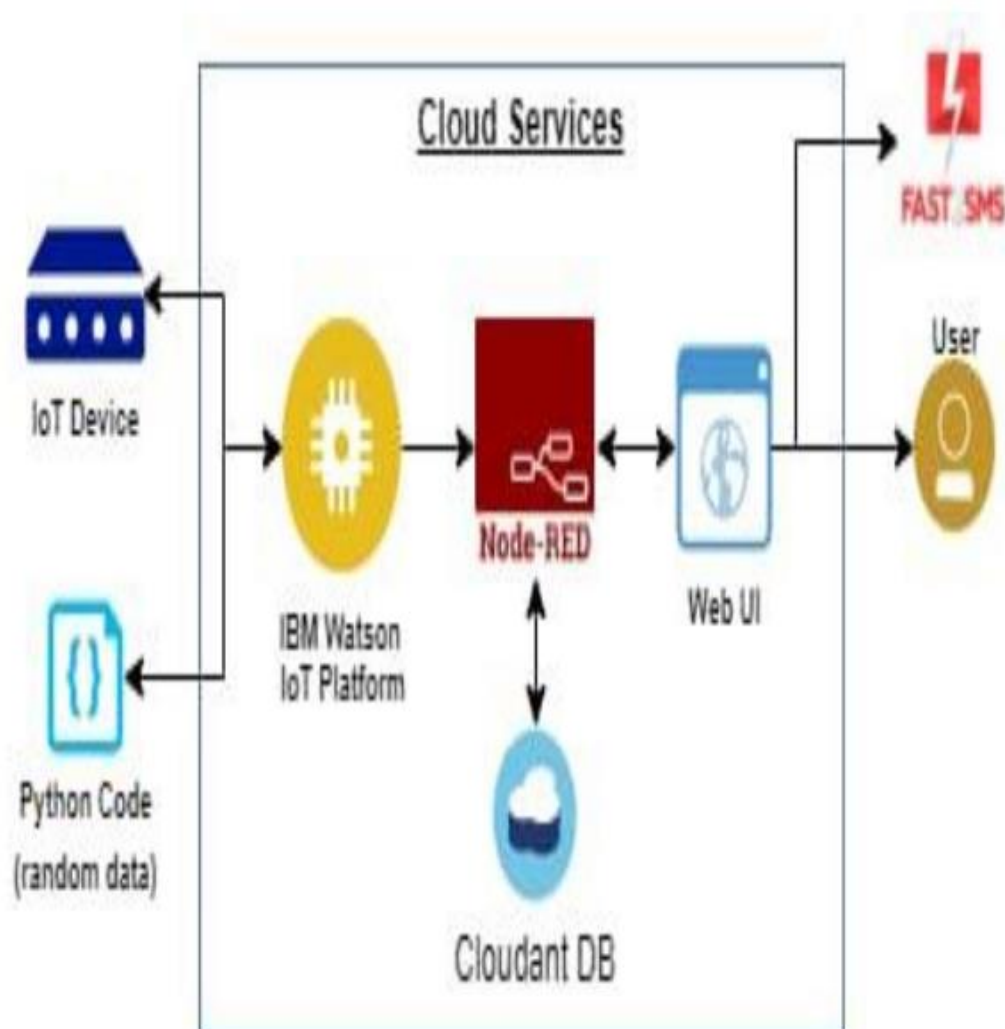 Cloud Services
FAST SMS
IoT Device
User
Node-RED
Web UI
IBM Watson
IoT Platform
Python Code
(random data)
Cloudant DB